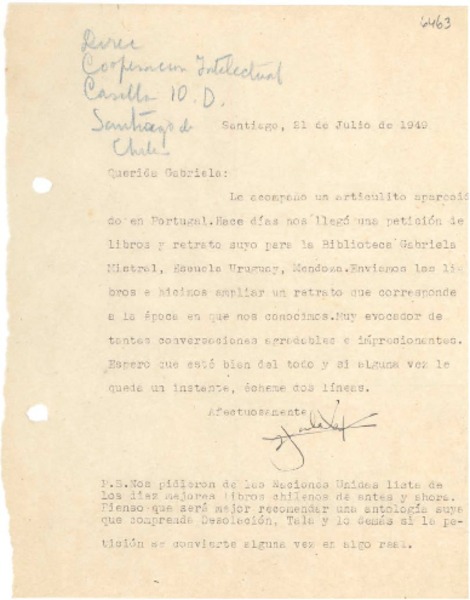 6463
Direc
Cooperacion Intelectual
Casilla 10. D.
Santiago de
Chile
Santiago, 21 de Julio de 1949
Querida Gabriela:
Le acompaño un articulito apareci
do en Portugal.Hace días nos llegó una petición de
libros y retrato suyo para la Biblioteca Gabriela
Mistral, Escuela Uruguay, Mendoza.Enviamos los li
bros e hicimos ampliar un retrato que corresponde
a la época en que nos conocimos.Muy evocador de
tantas conversaciones agradables e impresionantes.
Espero que esté bien del todo y si alguna vez le
queda un instante, écheme dos líneas.
Afectuosamente
P.S.Nos pidieron de las Naciones Unidas lista de
los diez mejores libros chilenos de antes y ahora.
Pienso que será mejor recomendar una antología suya
que comprenda Desolación, Tala y lo demás si la pe-
tición se convierte alguna vez en algo real.